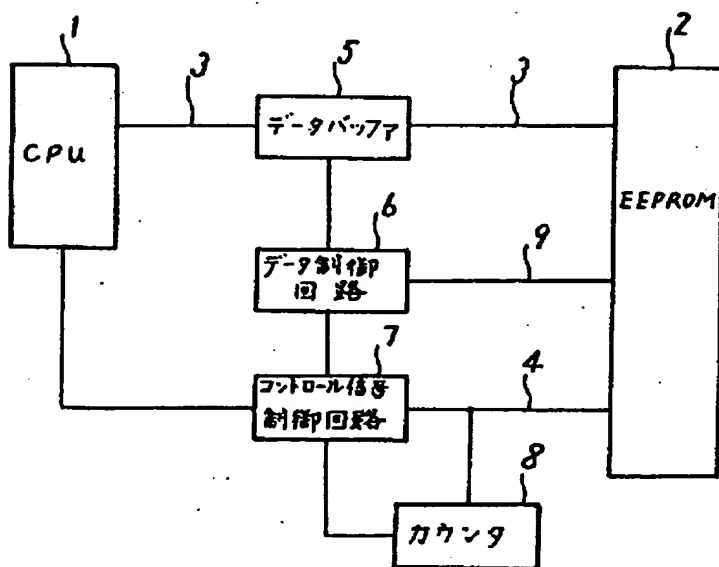 1
2
3
5
3
データバッファ
CPU
EEPROM
6
データ制御
回路
9
7
コントロール信号
制御回路
4
8
カウンタ